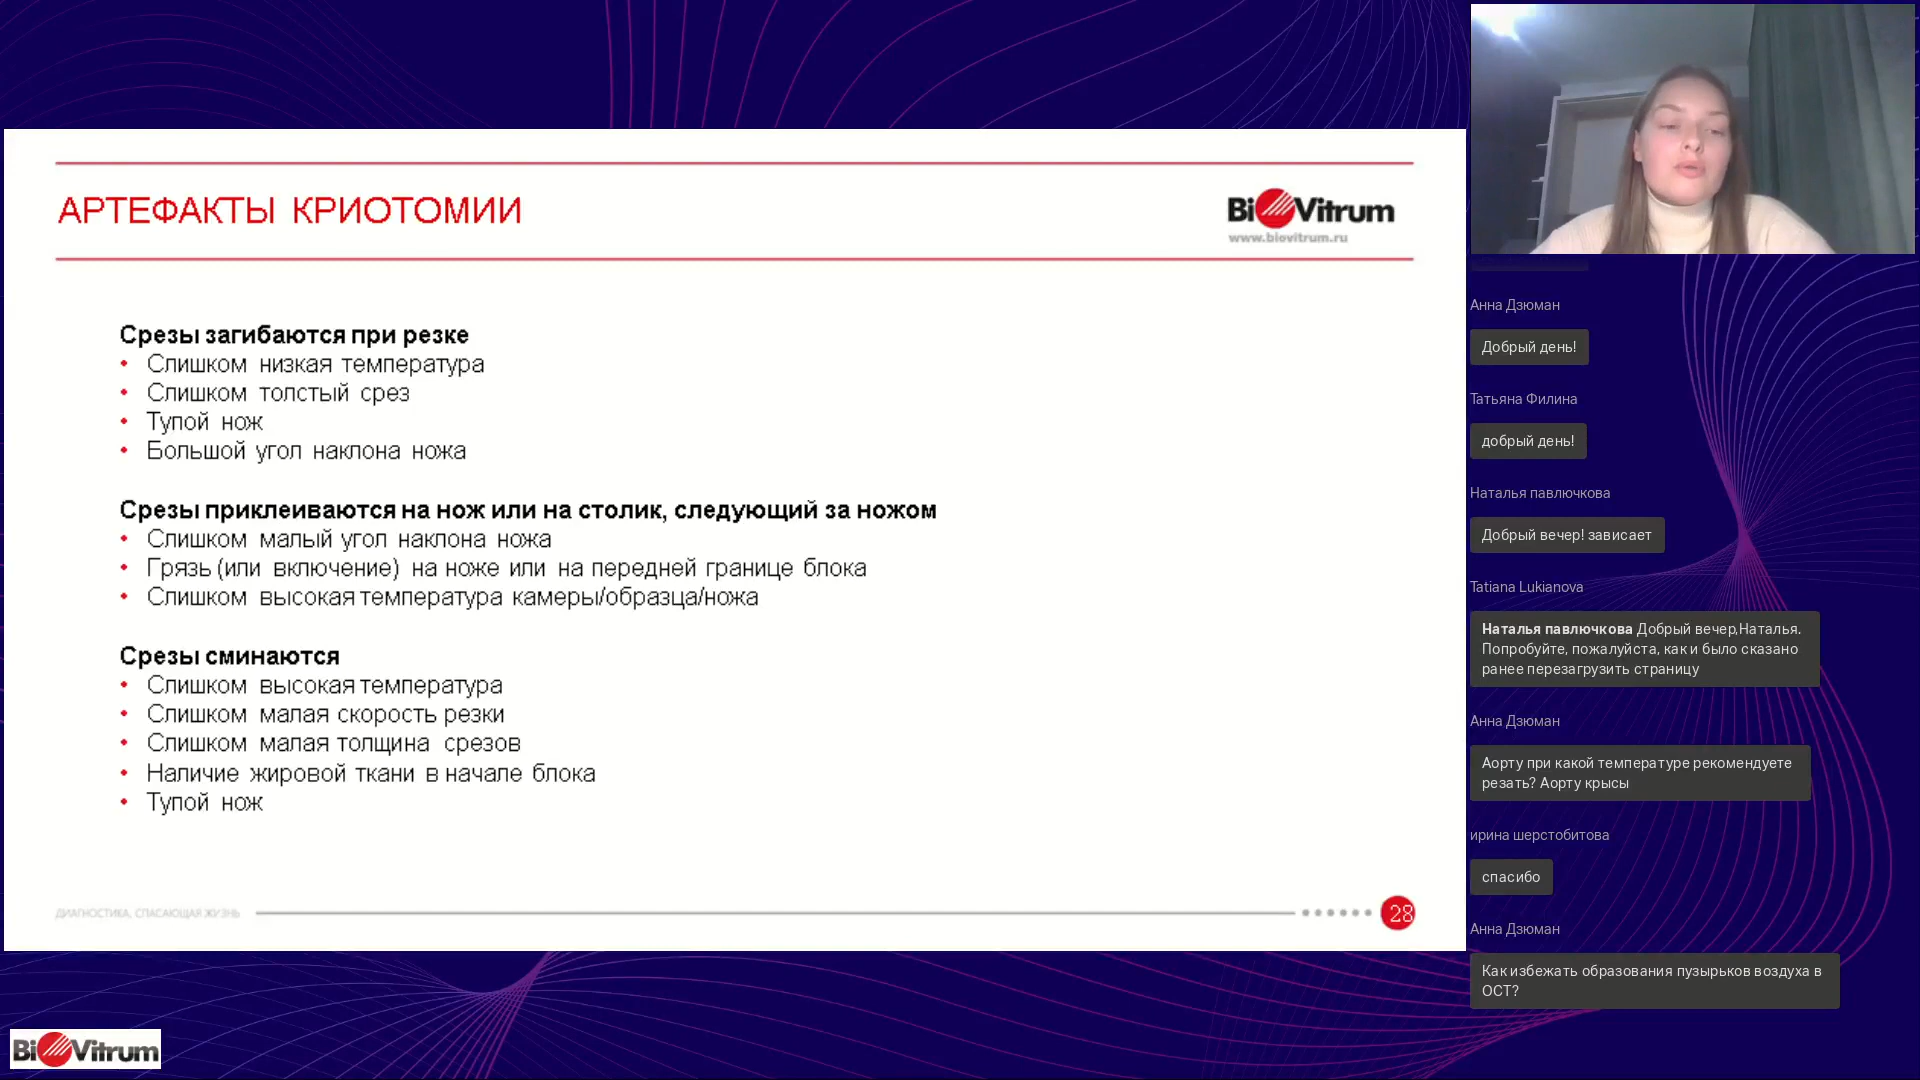 АРТЕФАКТЫ КРИОТОМИИ
BioVitrum
www.biovitrum.ru
Срезы загибаются при резке
• Слишком низкая температура
• Слишком толстый срез
• Тупой нож
• Большой угол наклона ножа
Срезы приклеиваются на нож или на столик, следующий за ножом
• Слишком малый угол наклона ножа
• Грязь (или включение) на ноже или на передней границе блока
• Слишком высокая температура камеры/образца/ножа
Срезы сминаются
• Слишком высокая температура
• Слишком малая скорость резки
• Слишком малая толщина срезов
• Наличие жировой ткани в начале блока
• Тупой нож
ДИАГНОСТИКА, СПАСАЮЩАЯ ЖИЗНЬ
28
BioVitrum
Анна Дзюман
Добрый день!
Татьяна Филина
добрый день!
Наталья павлючкова
Добрый вечер! зависает
Tatiana Lukianova
Наталья павлючкова Добрый вечер,Наталья.
Попробуйте, пожалуйста, как и было сказано
ранее перезагрузить страницу
Анна Дзюман
Аорту при какой температуре рекомендуете
резать? Аорту крысы
ирина шерстобитова
спасибо
Анна Дзюман
Как избежать образования пузырьков воздуха в
ОСТ?